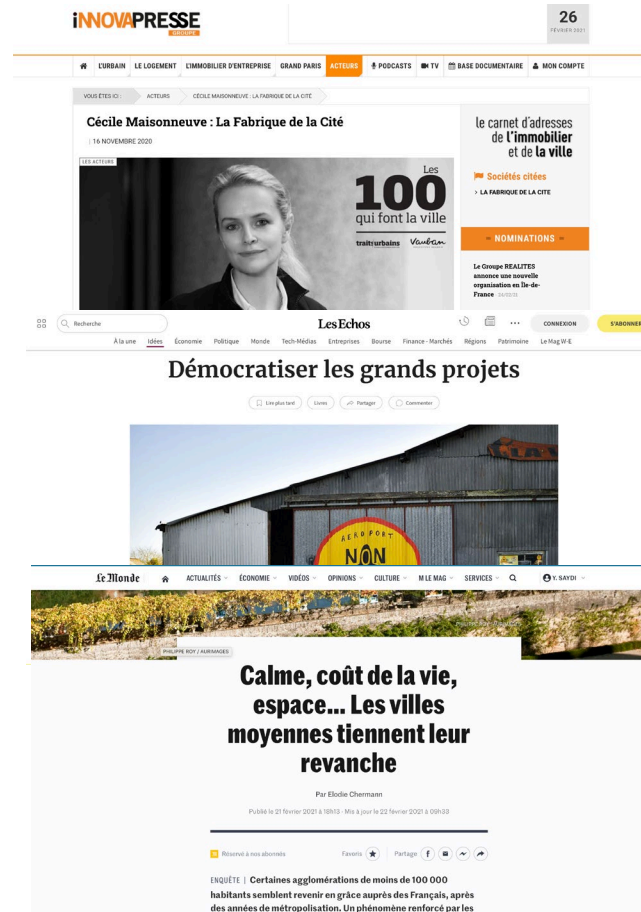 iNNOVAPRESSE
GROUPE
26
FÉVRIER 2021
L'URBAIN LE LOGEMENT L'IMMOBILIER D'ENTREPRISE GRAND PARIS ACTEURS PODCASTS TV BASE DOCUMENTAIRE MON COMPTE
VOUS ÊTES ICI : ACTEURS CÉCILE MAISONNEUVE : LA FABRIQUE DE LA CITÉ
Cécile Maisonneuve : La Fabrique de la Cité
| 16 NOVEMBRE 2020
LES ACTEURS
Les
100
qui font la ville
traits urbains Vauban
le carnet d'adresses
de l'immobilier
et de la ville
Sociétés citées
> LA FABRIQUE DE LA CITE
NOMINATIONS
Le Groupe REALITES
annonce une nouvelle
organisation en Île-de-
France 26/02/21
Recherche
Les Echos
CONNEXION
S'ABONNER
À la une Idées Économie Politique Monde Tech-Médias Entreprises Bourse Finance - Marchés Régions Patrimoine Le Mag W-E
Démocratiser les grands projets
Lire plus tard Livres Partager Commenter
AEROPORT
NON
Le Monde
ACTUALITÉS ÉCONOMIE VIDÉOS OPINIONS CULTURE M LE MAG SERVICES
Y. SAYDI
PHILIPPE ROY / AURIMAGES
Calme, coût de la vie,
espace... Les villes
moyennes tiennent leur
revanche
Par Elodie Chermann
Publié le 21 février 2021 à 18h13 - Mis à jour le 22 février 2021 à 09h33
Réservé à nos abonnés
Favoris
Partage
ENQUÊTE | Certaines agglomérations de moins de 100 000
habitants semblent revenir en grâce auprès des Français, après
des années de métropolisation. Un phénomène renforcé par les